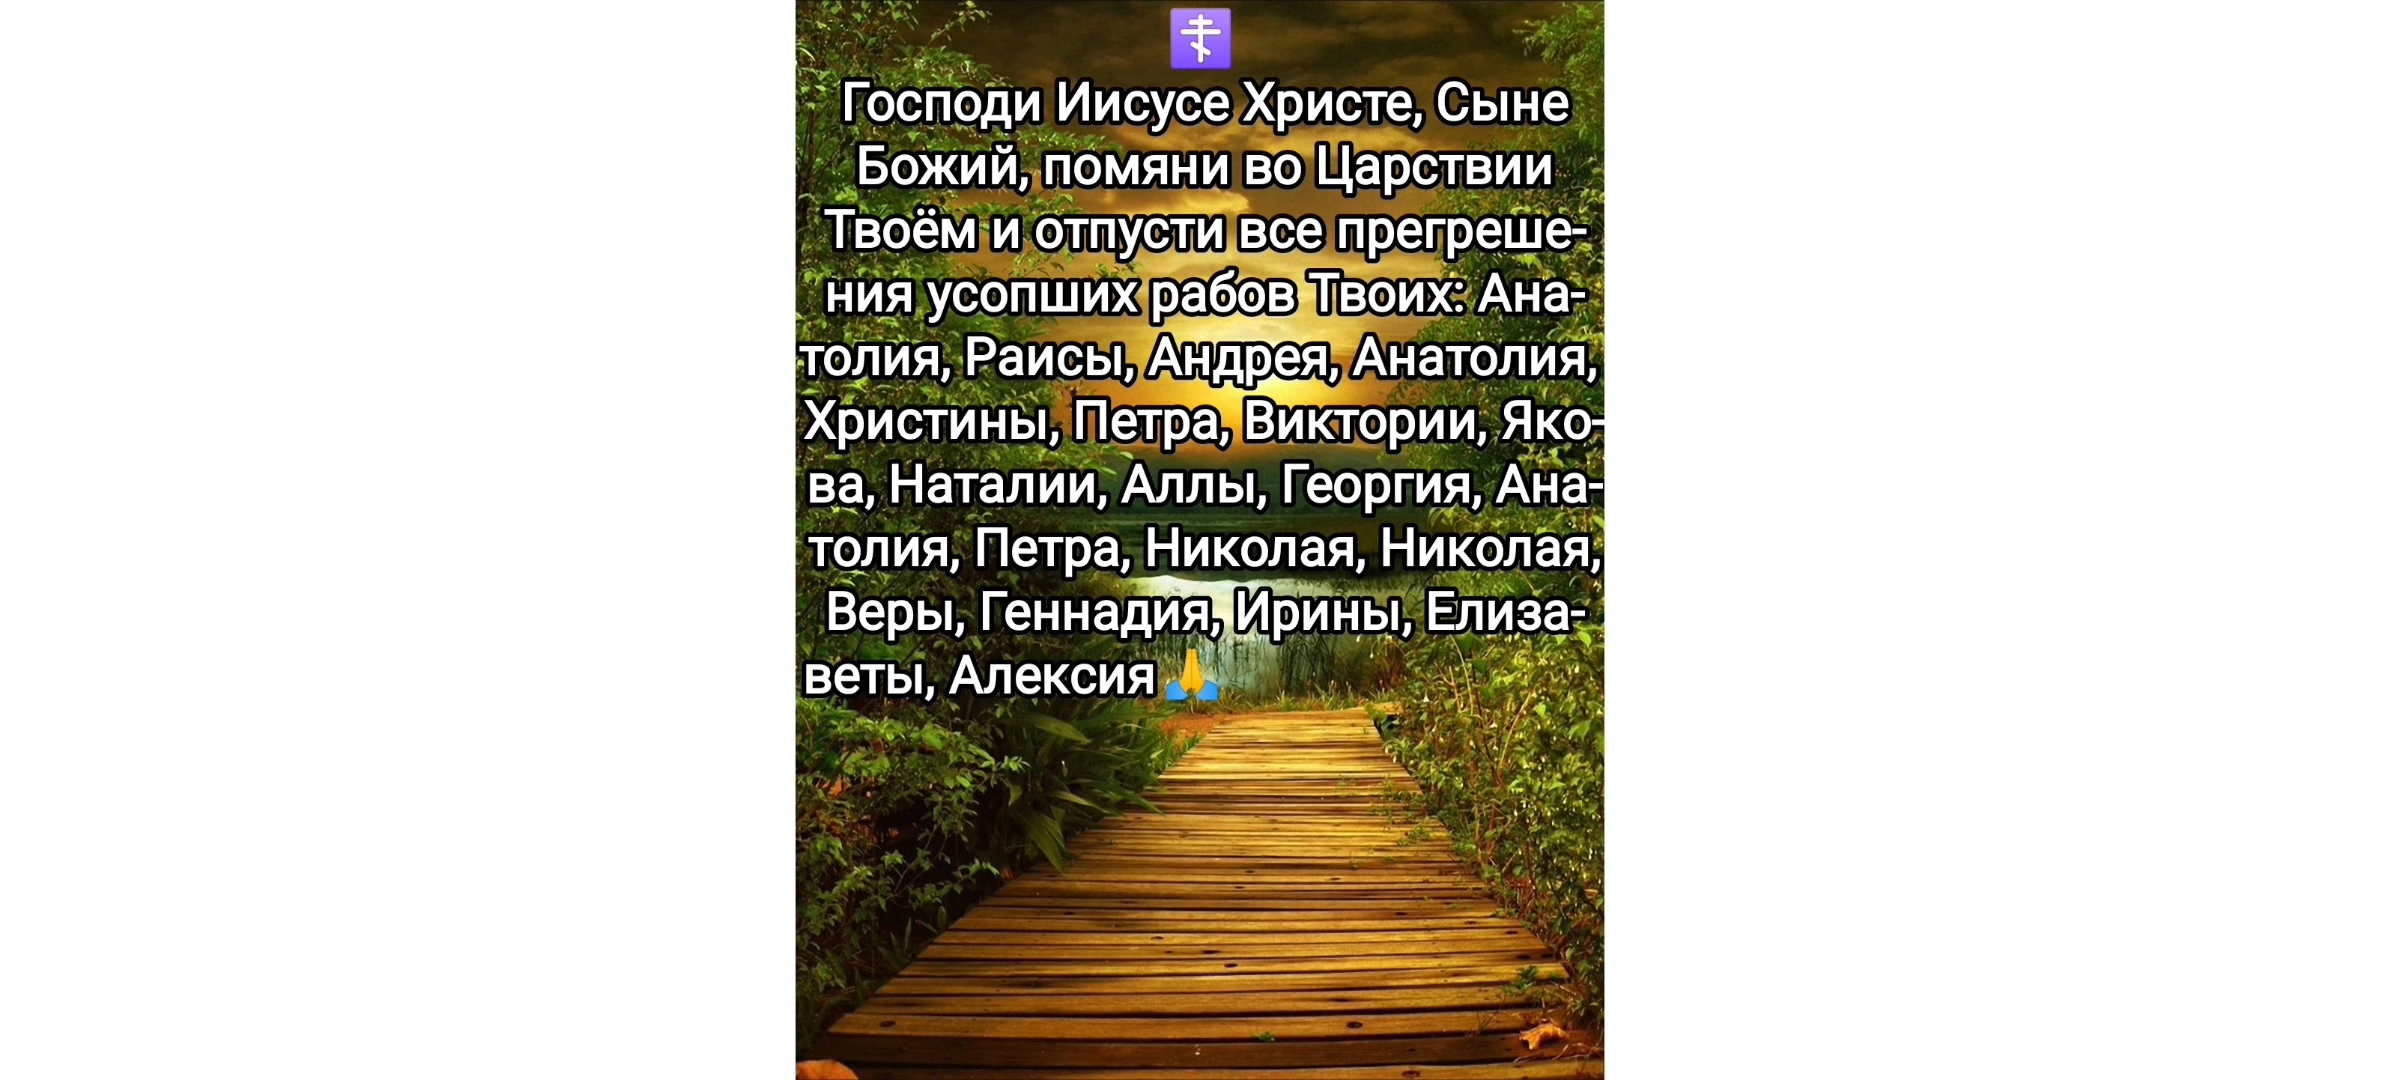 ☦
Господи Иисусе Христе, Сыне
Божий, помяни во Царствии
Твоём и отпусти все прегреше-
ния усопших рабов Твоих: Ана-
толия, Раисы, Андрея, Анатолия,
Христины, Петра, Виктории, Яко-
ва, Наталии, Аллы, Георгия, Ана-
толия, Петра, Николая, Николая,
Веры, Геннадия, Ирины, Елиза-
веты, Алексия 🙏